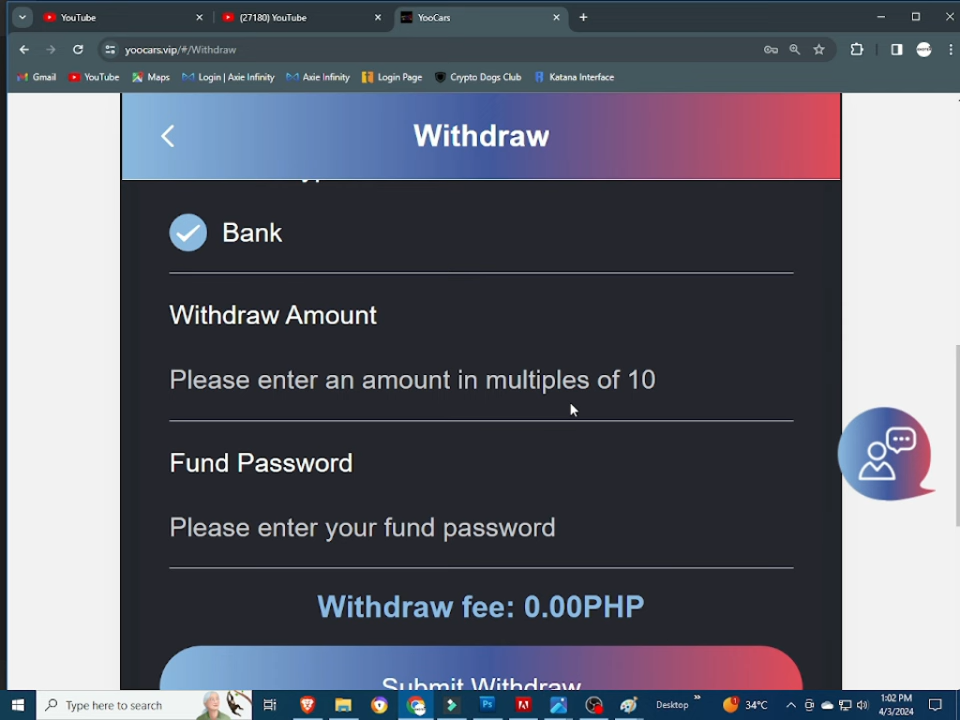 YouTube
(27180) YouTube
YooCars
yoocars.vip/#/Withdraw
Gmail
YouTube
Maps
Login | Axie Infinity
Axie Infinity
Login Page
Crypto Dogs Club
Katana Interface
Withdraw
Bank
Withdraw Amount
Please enter an amount in multiples of 10
Fund Password
Please enter your fund password
Withdraw fee: 0.00PHP
Submit Withdraw
Type here to search
Desktop
34°C
1:02 PM
4/3/2024